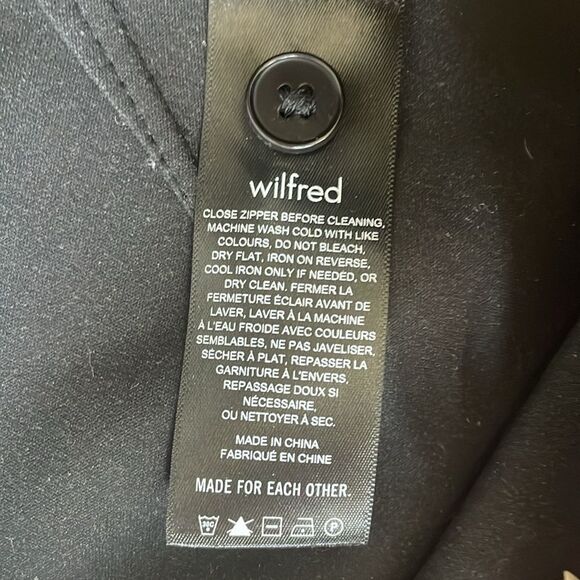 wilfred
CLOSE ZIPPER BEFORE CLEANING,
MACHINE WASH COLD WITH LIKE
COLOURS, DO NOT BLEACH,
DRY FLAT, IRON ON REVERSE,
COOL IRON ONLY IF NEEDED, OR
DRY CLEAN. FERMER LA
FERMETURE ÉCLAIR AVANT DE
LAVER, LAVER À LA MACHINE
À L'EAU FROIDE AVEC COULEURS
SEMBLABLES, NE PAS JAVELISER,
SÉCHER À PLAT, REPASSER LA
GARNITURE À L'ENVERS,
REPASSAGE DOUX SI
NÉCESSAIRE,
OU NETTOYER À SEC.
MADE IN CHINA
FABRIQUÉ EN CHINE
MADE FOR EACH OTHER.
30C P